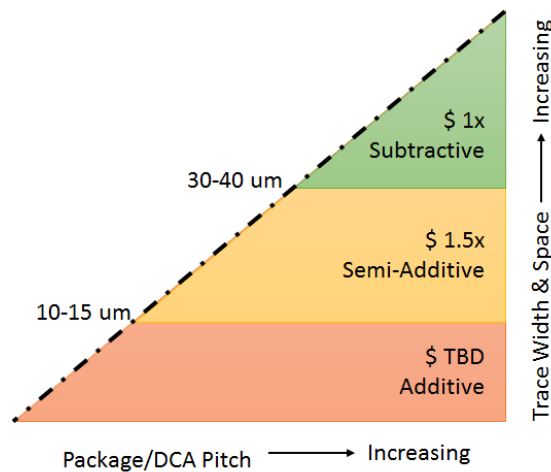 $ 1x
Subtractive
30-40 um
$ 1.5x
Semi-Additive
10-15 um
$ TBD
Additive
Trace Width & Space
Increasing
Package/DCA Pitch
Increasing